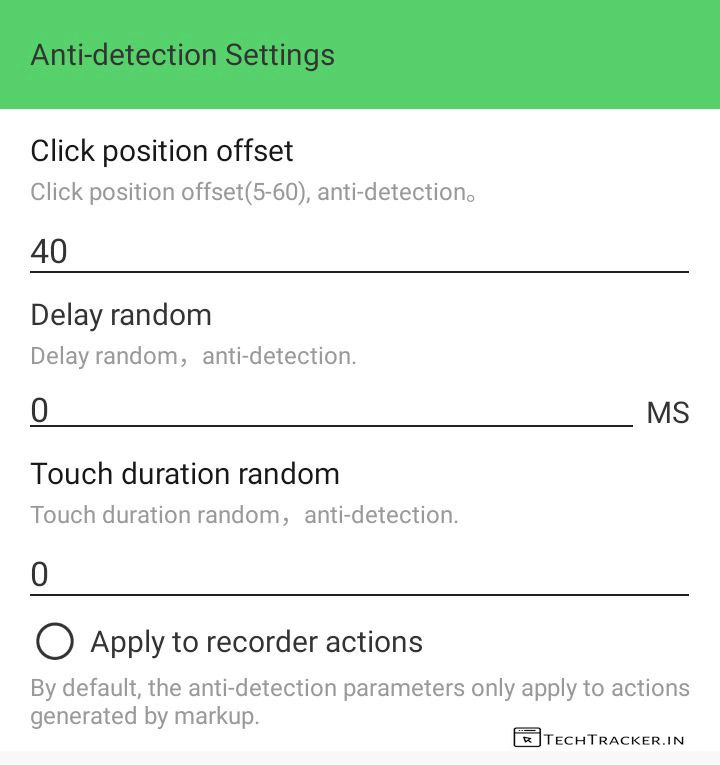 Anti-detection Settings
Click position offset
Click position offset(5-60), anti-detection。
40
Delay random
Delay random，anti-detection.
0 MS
Touch duration random
Touch duration random，anti-detection.
0
Apply to recorder actions
By default, the anti-detection parameters only apply to actions
generated by markup.
TECHTRACKER.IN